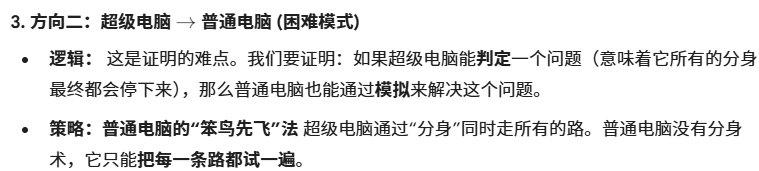 3. 方向二：超级电脑 → 普通电脑 (困难模式)
• 逻辑： 这是证明的难点。我们要证明：如果超级电脑能判定一个问题（意味着它所有的分身
最终都会停下来），那么普通电脑也能通过模拟来解决这个问题。
• 策略：普通电脑的“笨鸟先飞”法 超级电脑通过“分身”同时走所有的路。普通电脑没有分身
术，它只能把每一条路都试一遍。